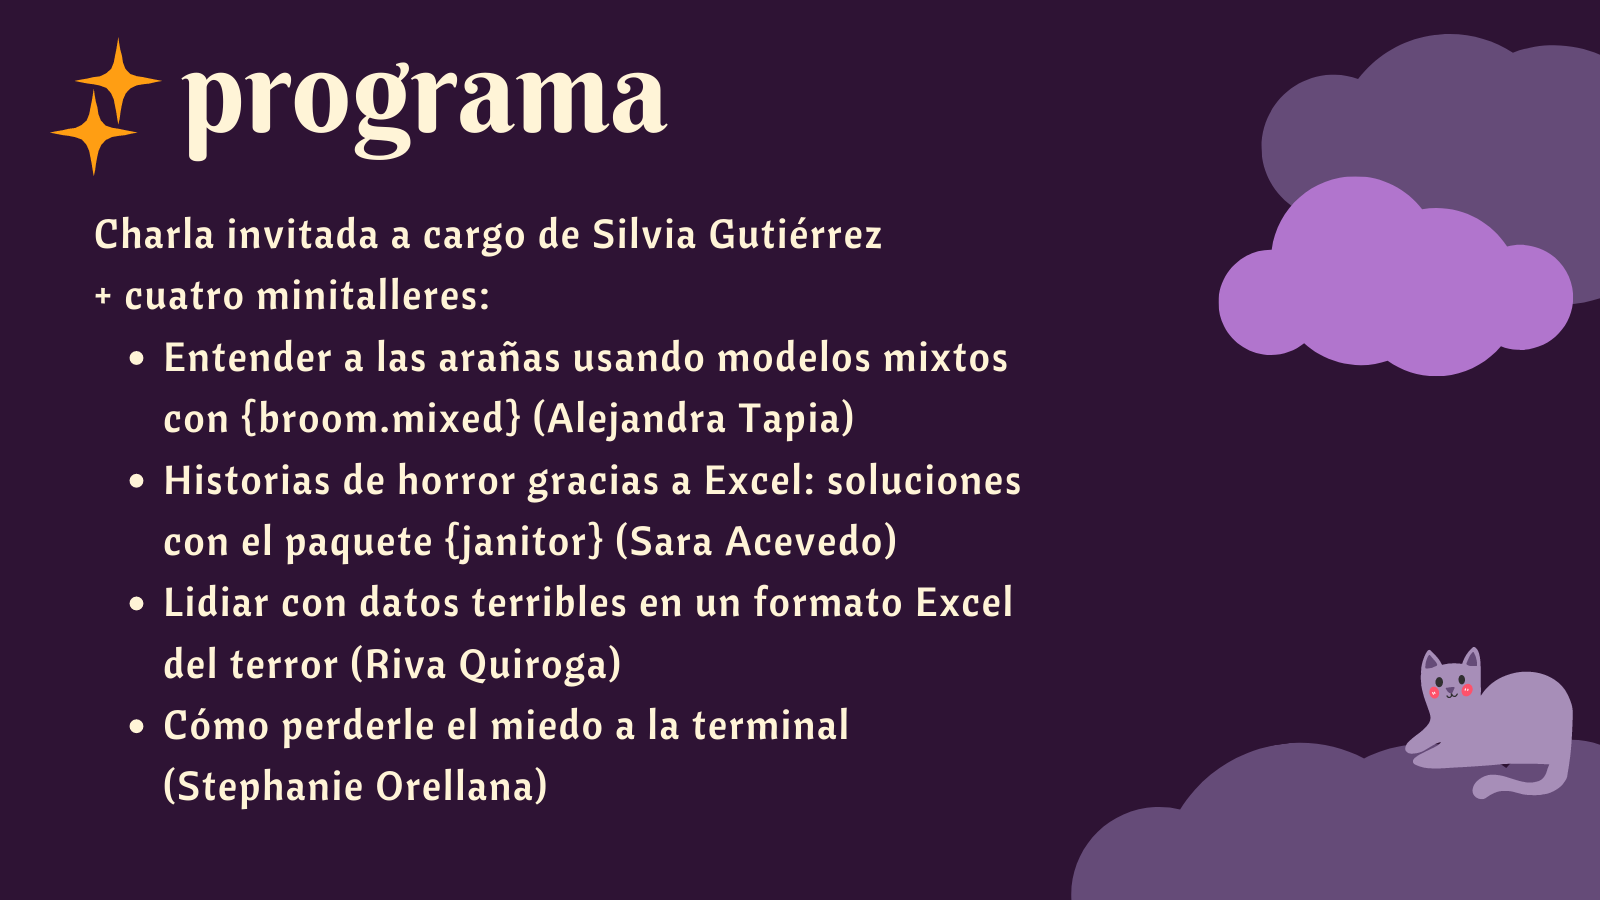 programa
Charla invitada a cargo de Silvia Gutiérrez
+ cuatro minitalleres:
• Entender a las arañas usando modelos mixtos
con {broom.mixed} (Alejandra Tapia)
• Historias de horror gracias a Excel: soluciones
con el paquete {janitor} (Sara Acevedo)
• Lidiar con datos terribles en un formato Excel
del terror (Riva Quiroga)
• Cómo perderle el miedo a la terminal
(Stephanie Orellana)